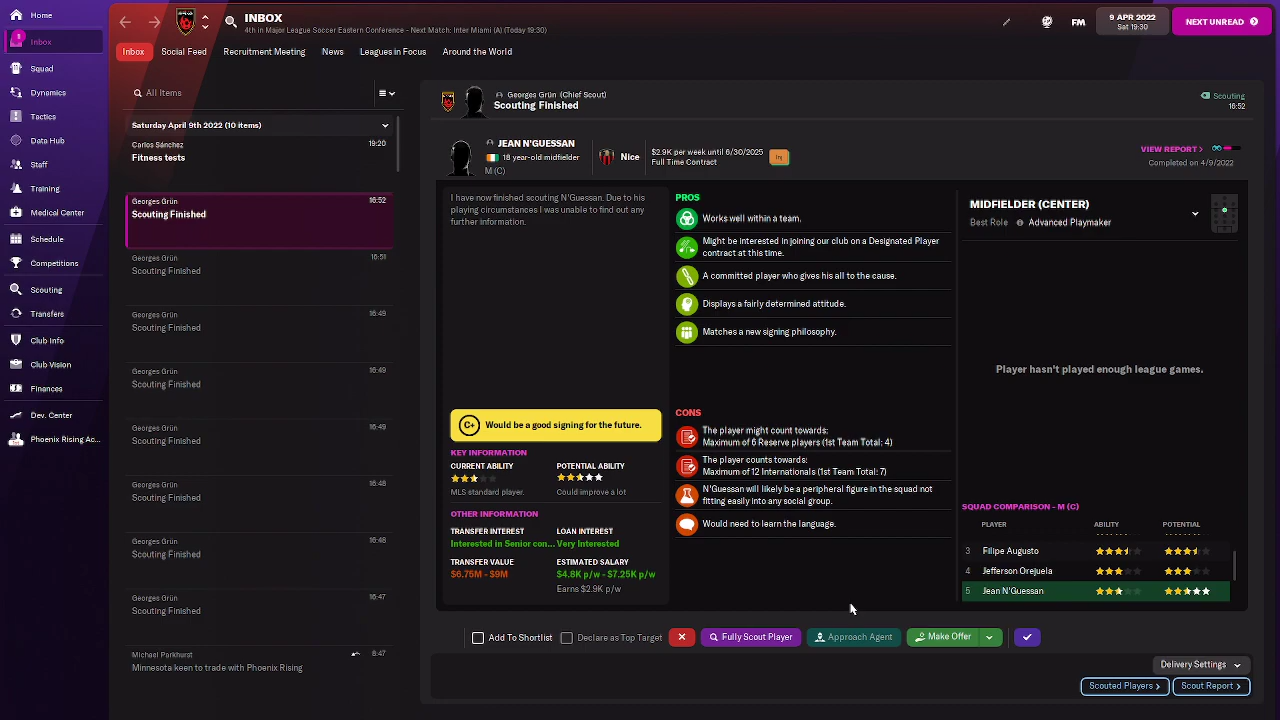 Home
Inbox
Squad
Dynamics
Tactics
Data Hub
Staff
Training
Medical Center
Schedule
Competitions
Scouting
Transfers
Club Info
Club Vision
Finances
Dev. Center
Phoenix Rising Ac...
INBOX
4th in Major League Soccer Eastern Conference - Next Match: Inter Miami (A) (Today 19:30)
FM
9 APR 2022
Sat 19:30
NEXT UNREAD
Inbox
Social Feed
Recruitment Meeting
News
Leagues in Focus
Around the World
All Items
Saturday April 9th 2022 (10 items)
Carlos Sánchez
19:20
Fitness tests
Georges Grün
16:52
Scouting Finished
Georges Grün
16:51
Scouting Finished
Georges Grün
16:49
Scouting Finished
Georges Grün
16:49
Scouting Finished
Georges Grün
16:49
Scouting Finished
Georges Grün
16:48
Scouting Finished
Georges Grün
16:48
Scouting Finished
Georges Grün
16:47
Scouting Finished
Michael Parkhurst
8:47
Minnesota keen to trade with Phoenix Rising
Georges Grün (Chief Scout)
Scouting Finished
Scouting
16:52
JEAN N'GUESSAN
18 year-old midfielder
M (C)
Nice
$2.9K per week until 6/30/2025
Full Time Contract
Inj
VIEW REPORT >
Completed on 4/9/2022
I have now finished scouting N'Guessan. Due to his
playing circumstances I was unable to find out any
further information.
C+
Would be a good signing for the future.
KEY INFORMATION
CURRENT ABILITY
POTENTIAL ABILITY
MLS standard player.
Could improve a lot
OTHER INFORMATION
TRANSFER INTEREST
LOAN INTEREST
Interested in Senior con...
Very Interested
TRANSFER VALUE
ESTIMATED SALARY
$6.75M - $9M
$4.8K p/w - $7.25K p/w
Earns $2.9K p/w
PROS
Works well within a team.
Might be interested in joining our club on a Designated Player
contract at this time.
A committed player who gives his all to the cause.
Displays a fairly determined attitude.
Matches a new signing philosophy.
CONS
The player might count towards:
Maximum of 6 Reserve players (1st Team Total: 4)
The player counts towards:
Maximum of 12 Internationals (1st Team Total: 7)
N'Guessan will likely be a peripheral figure in the squad not
fitting easily into any social group.
Would need to learn the language.
MIDFIELDER (CENTER)
Best Role
Advanced Playmaker
Player hasn't played enough league games.
SQUAD COMPARISON - M (C)
PLAYER
ABILITY
POTENTIAL
3 Filipe Augusto
4 Jefferson Orejuela
5 Jean N'Guessan
Add To Shortlist
Declare as Top Target
Fully Scout Player
Approach Agent
Make Offer
Delivery Settings
Scouted Players >
Scout Report >